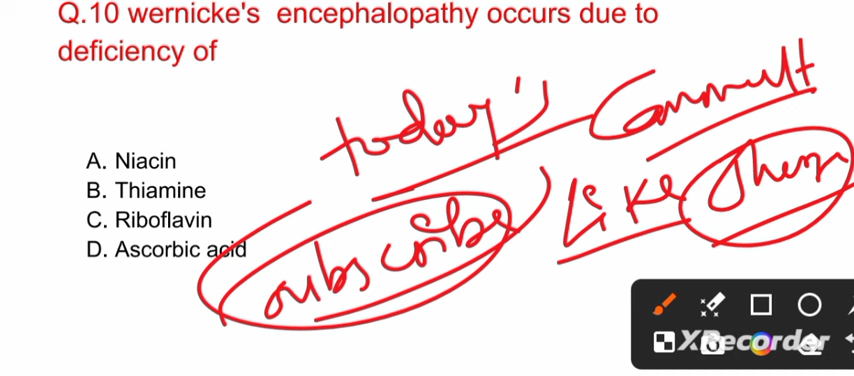 Q.10 wernicke's encephalopathy occurs due to
deficiency of
today's Comment
A. Niacin
B. Thiamine
C. Riboflavin
D. Ascorbic acid
subscribe Like Share
XRecorder